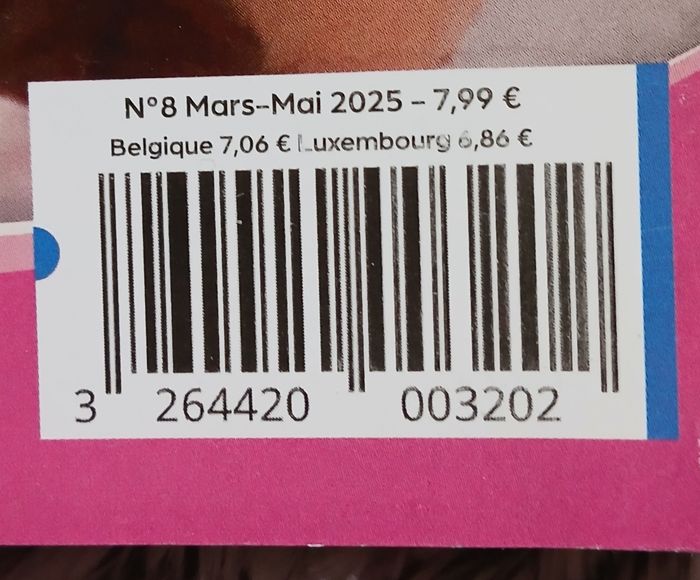 N°8 Mars-Mai 2025 – 7,99 €
Belgique 7,06 € Luxembourg 6,86 €
3 264420 003202